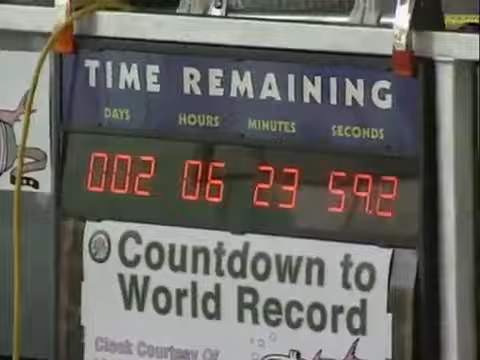 TIME REMAINING
DAYS HOURS MINUTES SECONDS
002 06 23 59.2
Countdown to
World Record
Clock Courtesy Of